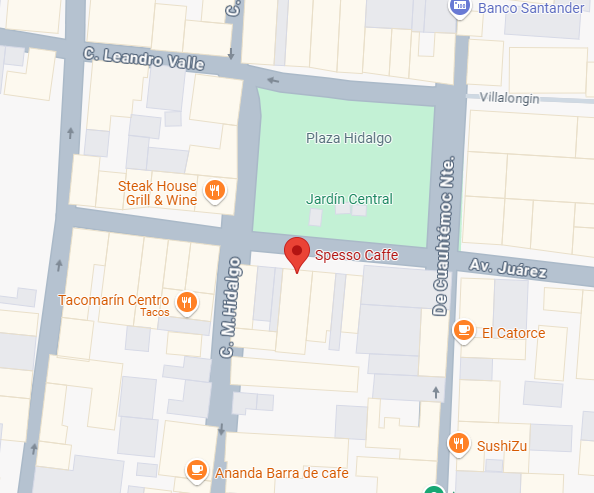 C.
Banco Santander
C. Leandro Valle
Villalongin
Plaza Hidalgo
De Cuauhtémoc Nte.
Steak House
Grill & Wine
Jardín Central
Spesso Caffe
Av. Juárez
C. M.Hidalgo
Tacomarín Centro
Tacos
El Catorce
SushiZu
Ananda Barra de cafe